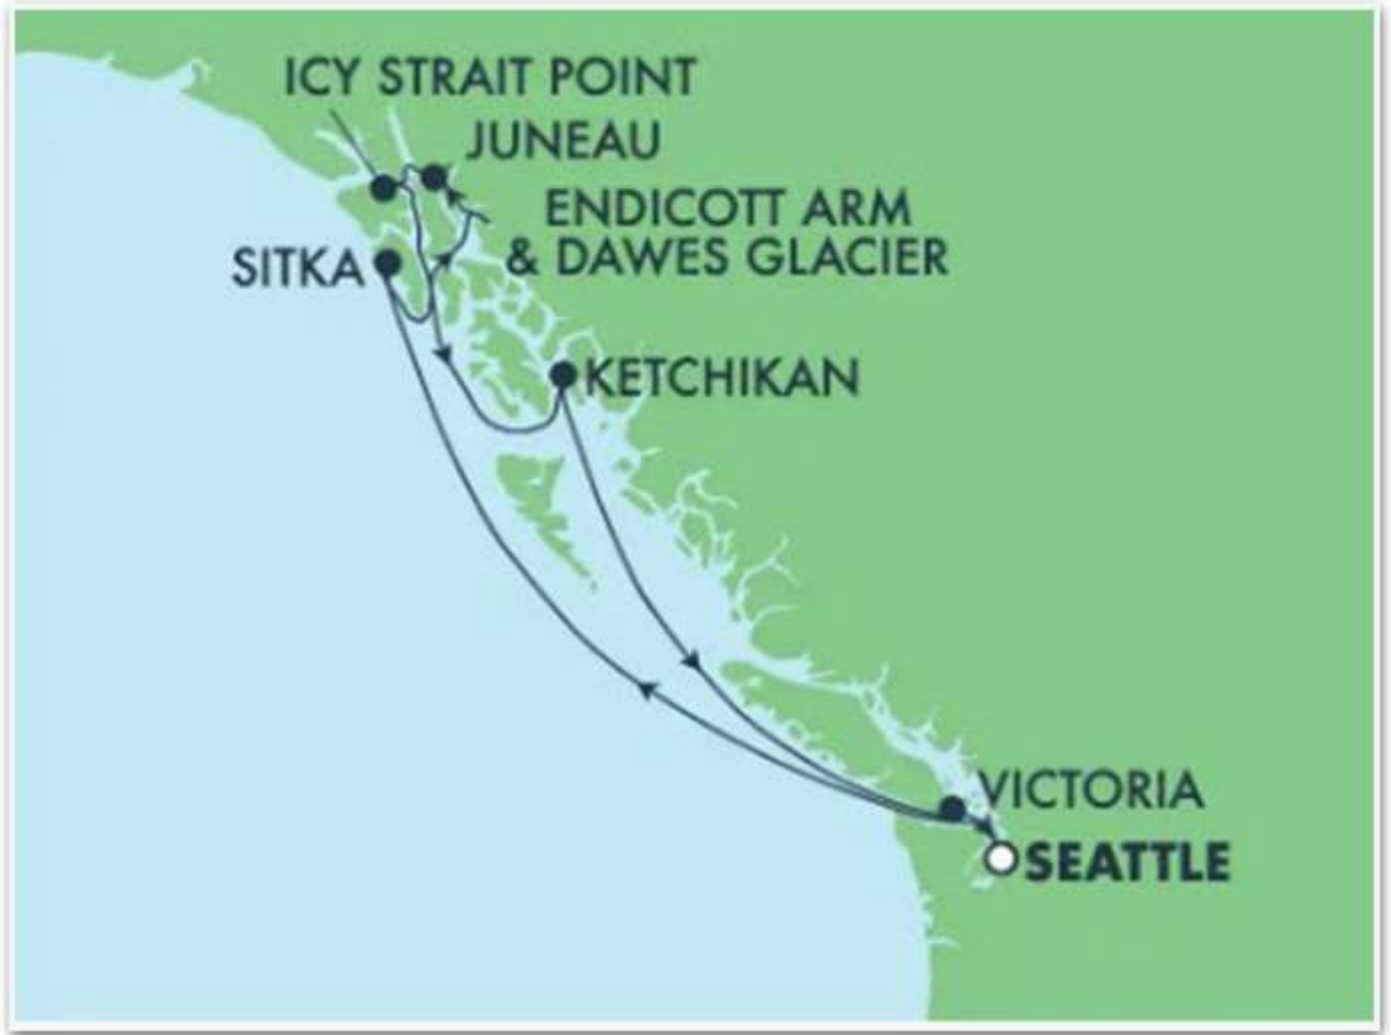 ICY STRAIT POINT
JUNEAU
ENDICOTT ARM
& DAWES GLACIER
SITKA
KETCHIKAN
VICTORIA
SEATTLE